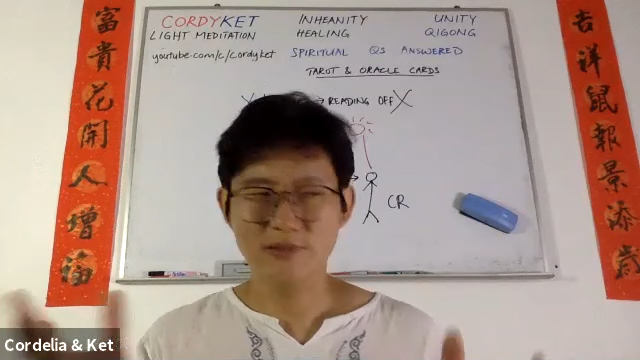 富貴花開人增福
CORDYKET INHEANITY UNITY
LIGHT MEDITATION HEALING QIGONG
youtube.com/c/Cordyket SPIRITUAL QS ANSWERED
TAROT & ORACLE CARDS
→ READING OFF X
CR
吉祥鼠報景添歲
Cordelia & Ket